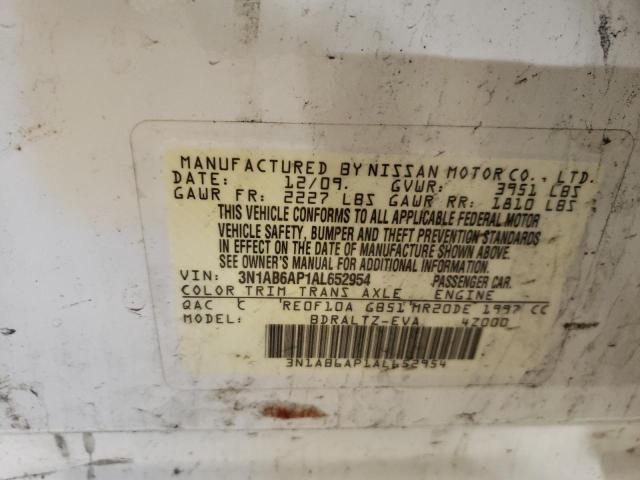 MANUFACTURED BY NISSAN MOTOR CO., LTD.
DATE: 12/09. GVWR: 3951 LBS
GAWR FR: 2227 LBS GAWR RR: 1810 LBS
THIS VEHICLE CONFORMS TO ALL APPLICABLE FEDERAL MOTOR
VEHICLE SAFETY, BUMPER AND THEFT PREVENTION STANDARDS
IN EFFECT ON THE DATE OF MANUFACTURE SHOWN ABOVE.
SEE OWNER'S MANUAL FOR ADDITIONAL INFORMATION.
VIN: 3N1AB6AP1AL652954 PASSENGER CAR.
COLOR TRIM TRANS AXLE ENGINE
QAC C RE0F10A GB51 MR20DE 1997 CC
MODEL: BDRALTZ-EVA 42000
3N1AB6AP1AL652954